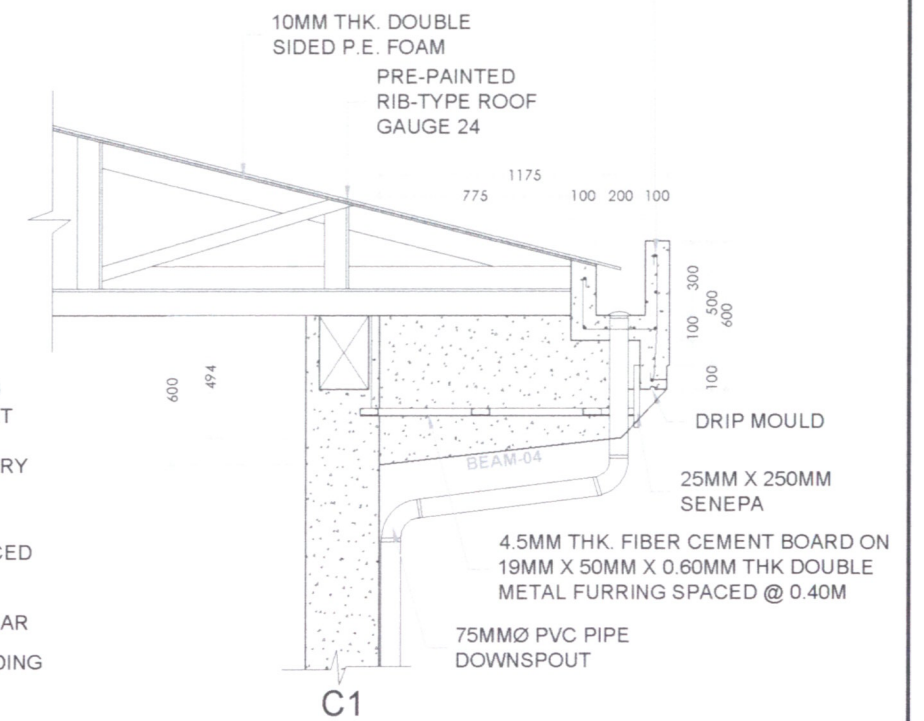 10MM THK. DOUBLE
SIDED P.E. FOAM
PRE-PAINTED
RIB-TYPE ROOF
GAUGE 24
1175
775
100 200 100
300
500
600
100
100
600
494
T
RY
CED
AR
DING
DRIP MOULD
BEAM-04
25MM X 250MM
SENEPA
4.5MM THK. FIBER CEMENT BOARD ON
19MM X 50MM X 0.60MM THK DOUBLE
METAL FURRING SPACED @ 0.40M
75MMØ PVC PIPE
DOWNSPOUT
C1